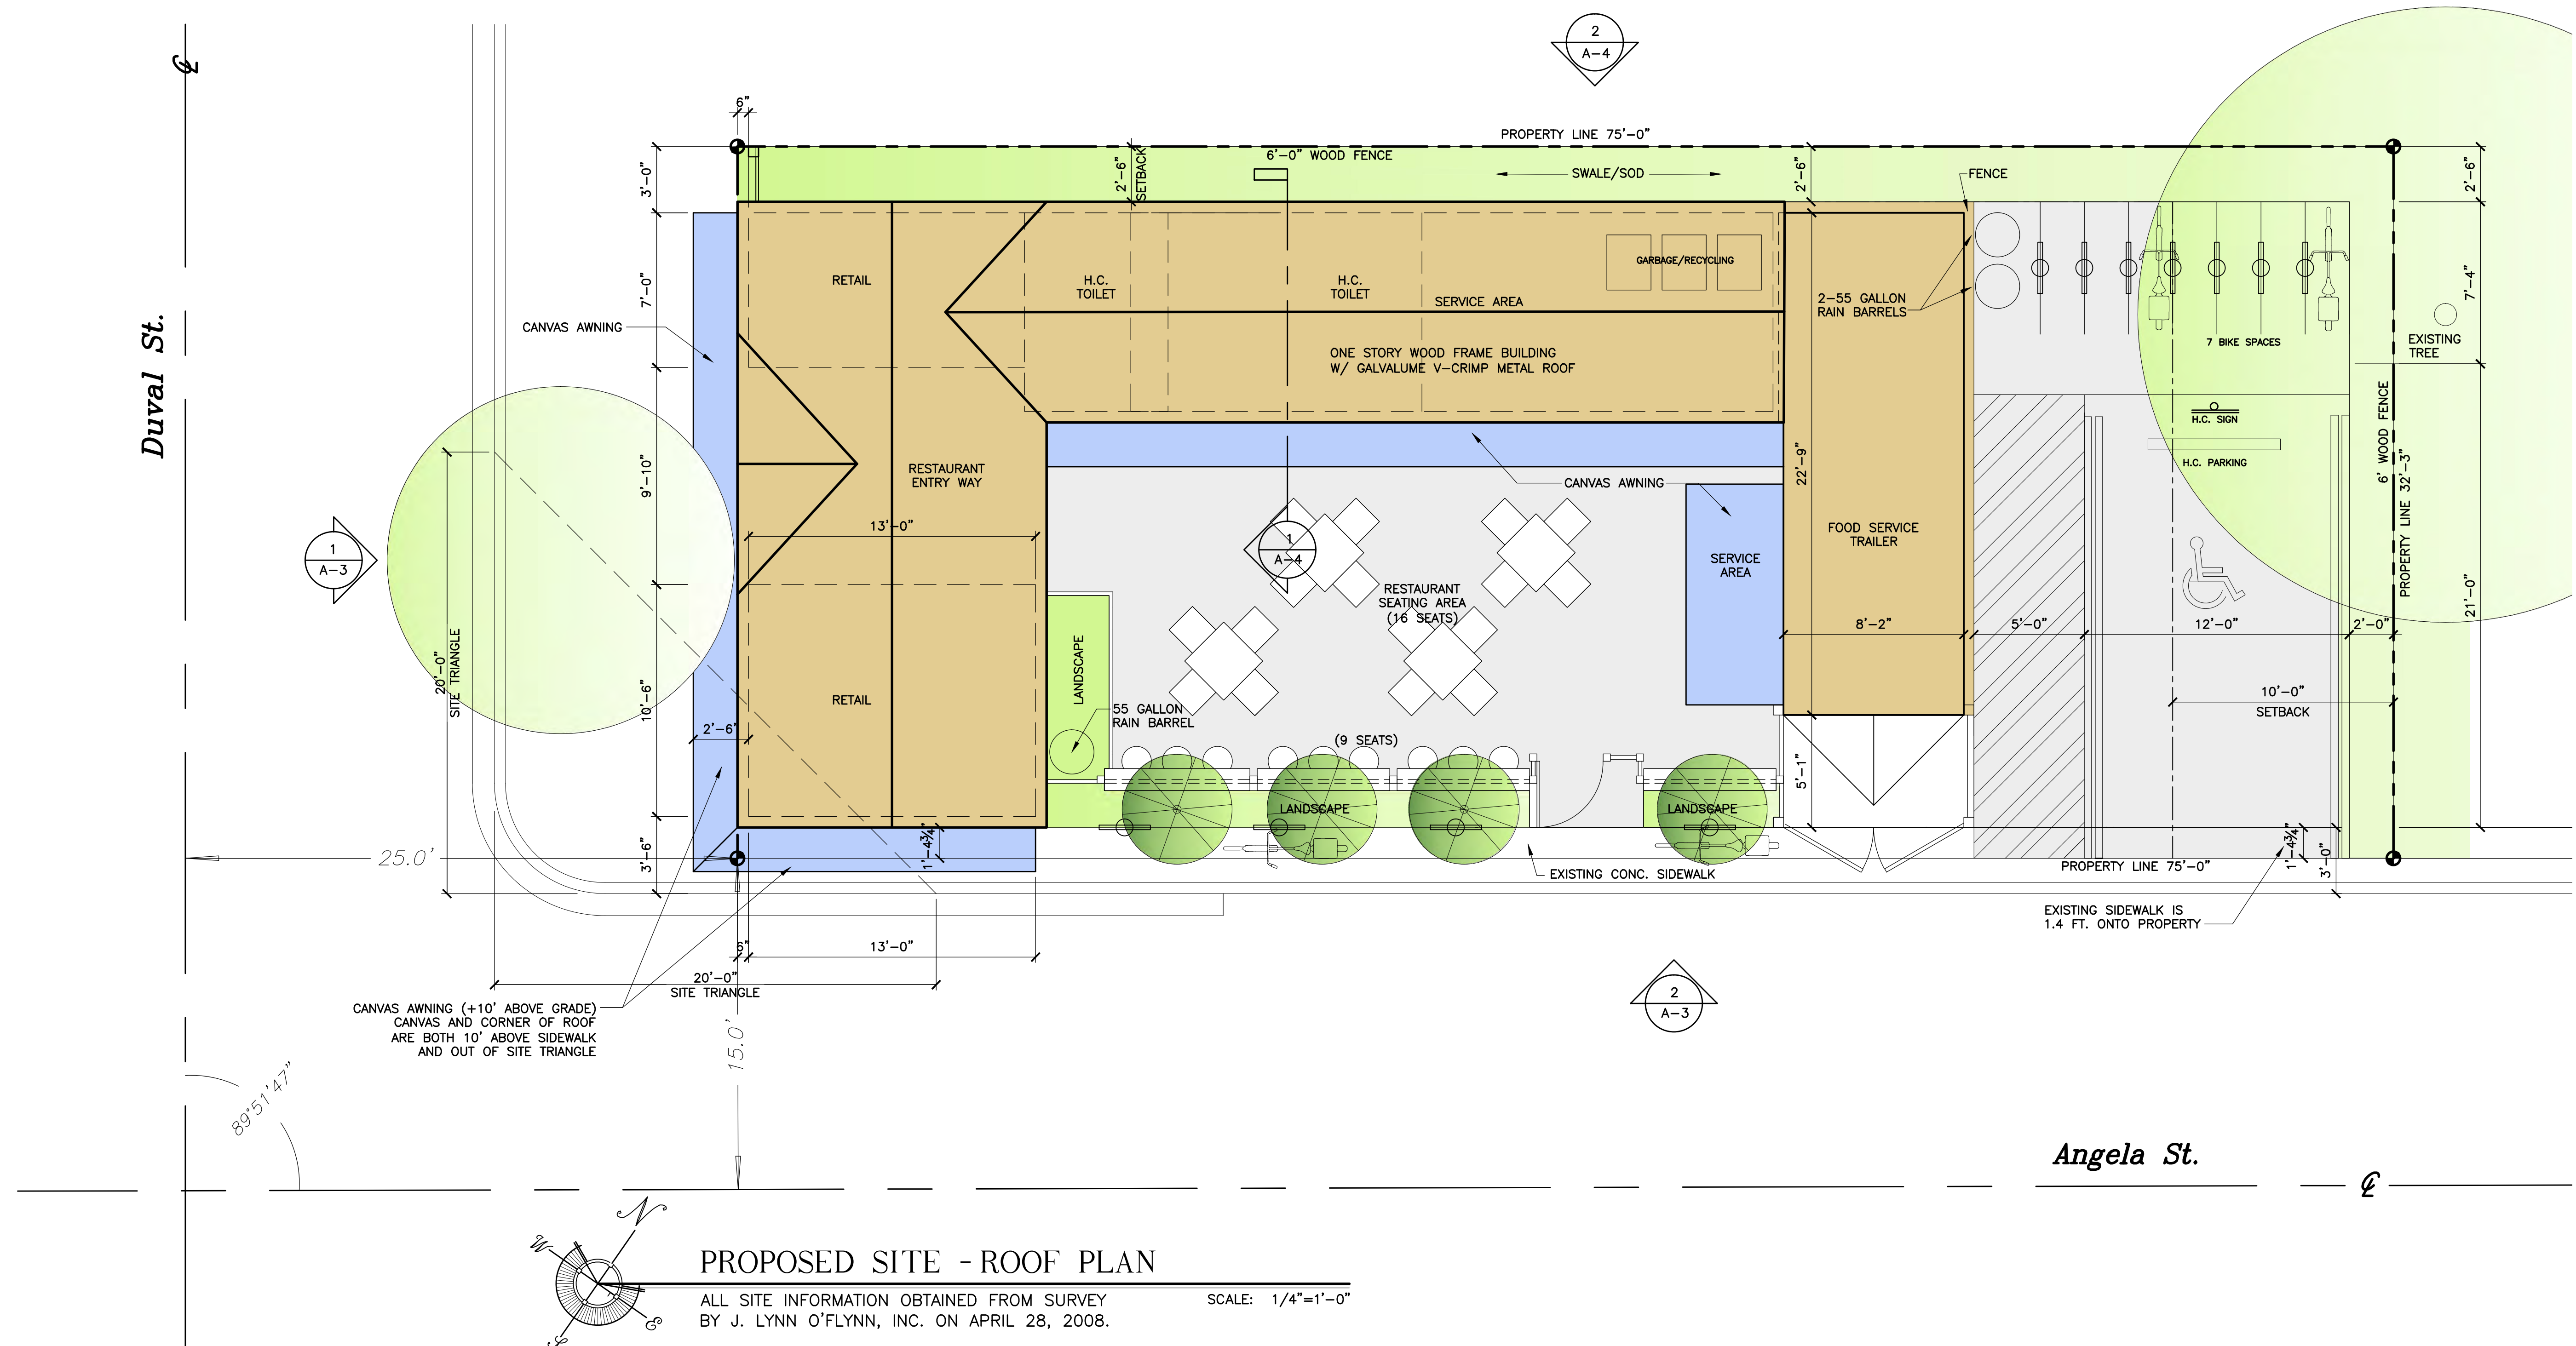 2
A-4
℄
6"
PROPERTY LINE 75'-0"
6'-0" WOOD FENCE
3'-0"
2'-6"
SETBACK
SWALE/SOD
2'-6"
FENCE
2'-6"
Duval St.
CANVAS AWNING
7'-0"
RETAIL
H.C.
TOILET
H.C.
TOILET
SERVICE AREA
GARBAGE/RECYCLING
2-55 GALLON
RAIN BARRELS
7 BIKE SPACES
7'-4"
EXISTING
TREE
ONE STORY WOOD FRAME BUILDING
W/ GALVALUME V-CRIMP METAL ROOF
H.C. SIGN
H.C. PARKING
6' WOOD FENCE
PROPERTY LINE 32'-3"
9'-10"
RESTAURANT
ENTRY WAY
22'-9"
CANVAS AWNING
13'-0"
1
A-3
1
A-4
FOOD SERVICE
TRAILER
SERVICE
AREA
RESTAURANT
SEATING AREA
(16 SEATS)
21'-0"
8'-2"
5'-0"
12'-0"
2'-0"
20'-0"
SITE TRIANGLE
LANDSCAPE
10'-6"
RETAIL
55 GALLON
RAIN BARREL
10'-0"
SETBACK
2'-6"
(9 SEATS)
5'-1"
LANDSCAPE
LANDSCAPE
25.0'
3'-6"
1'-4¾"
1'-4¾"
3'-0"
EXISTING CONC. SIDEWALK
PROPERTY LINE 75'-0"
EXISTING SIDEWALK IS
1.4 FT. ONTO PROPERTY
6"
13'-0"
20'-0"
SITE TRIANGLE
2
A-3
CANVAS AWNING (+10' ABOVE GRADE)
CANVAS AND CORNER OF ROOF
ARE BOTH 10' ABOVE SIDEWALK
AND OUT OF SITE TRIANGLE
15.0'
89°51'47"
Angela St.
℄
N
W
E
PROPOSED SITE - ROOF PLAN
ALL SITE INFORMATION OBTAINED FROM SURVEY
BY J. LYNN O'FLYNN, INC. ON APRIL 28, 2008.
SCALE: 1/4"=1'-0"